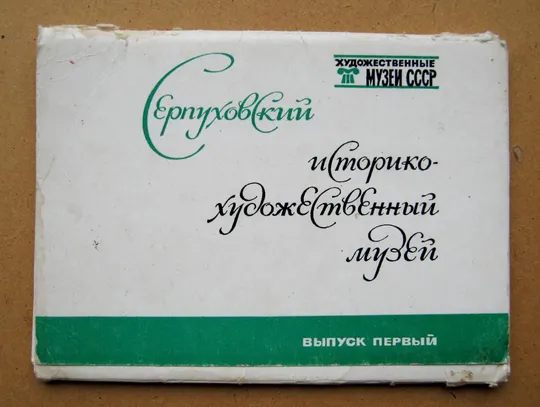 ХУДОЖЕСТВЕННЫЕ
МУЗЕИ СССР
Серпуховский
историко-
художественный
музей
ВЫПУСК ПЕРВЫЙ